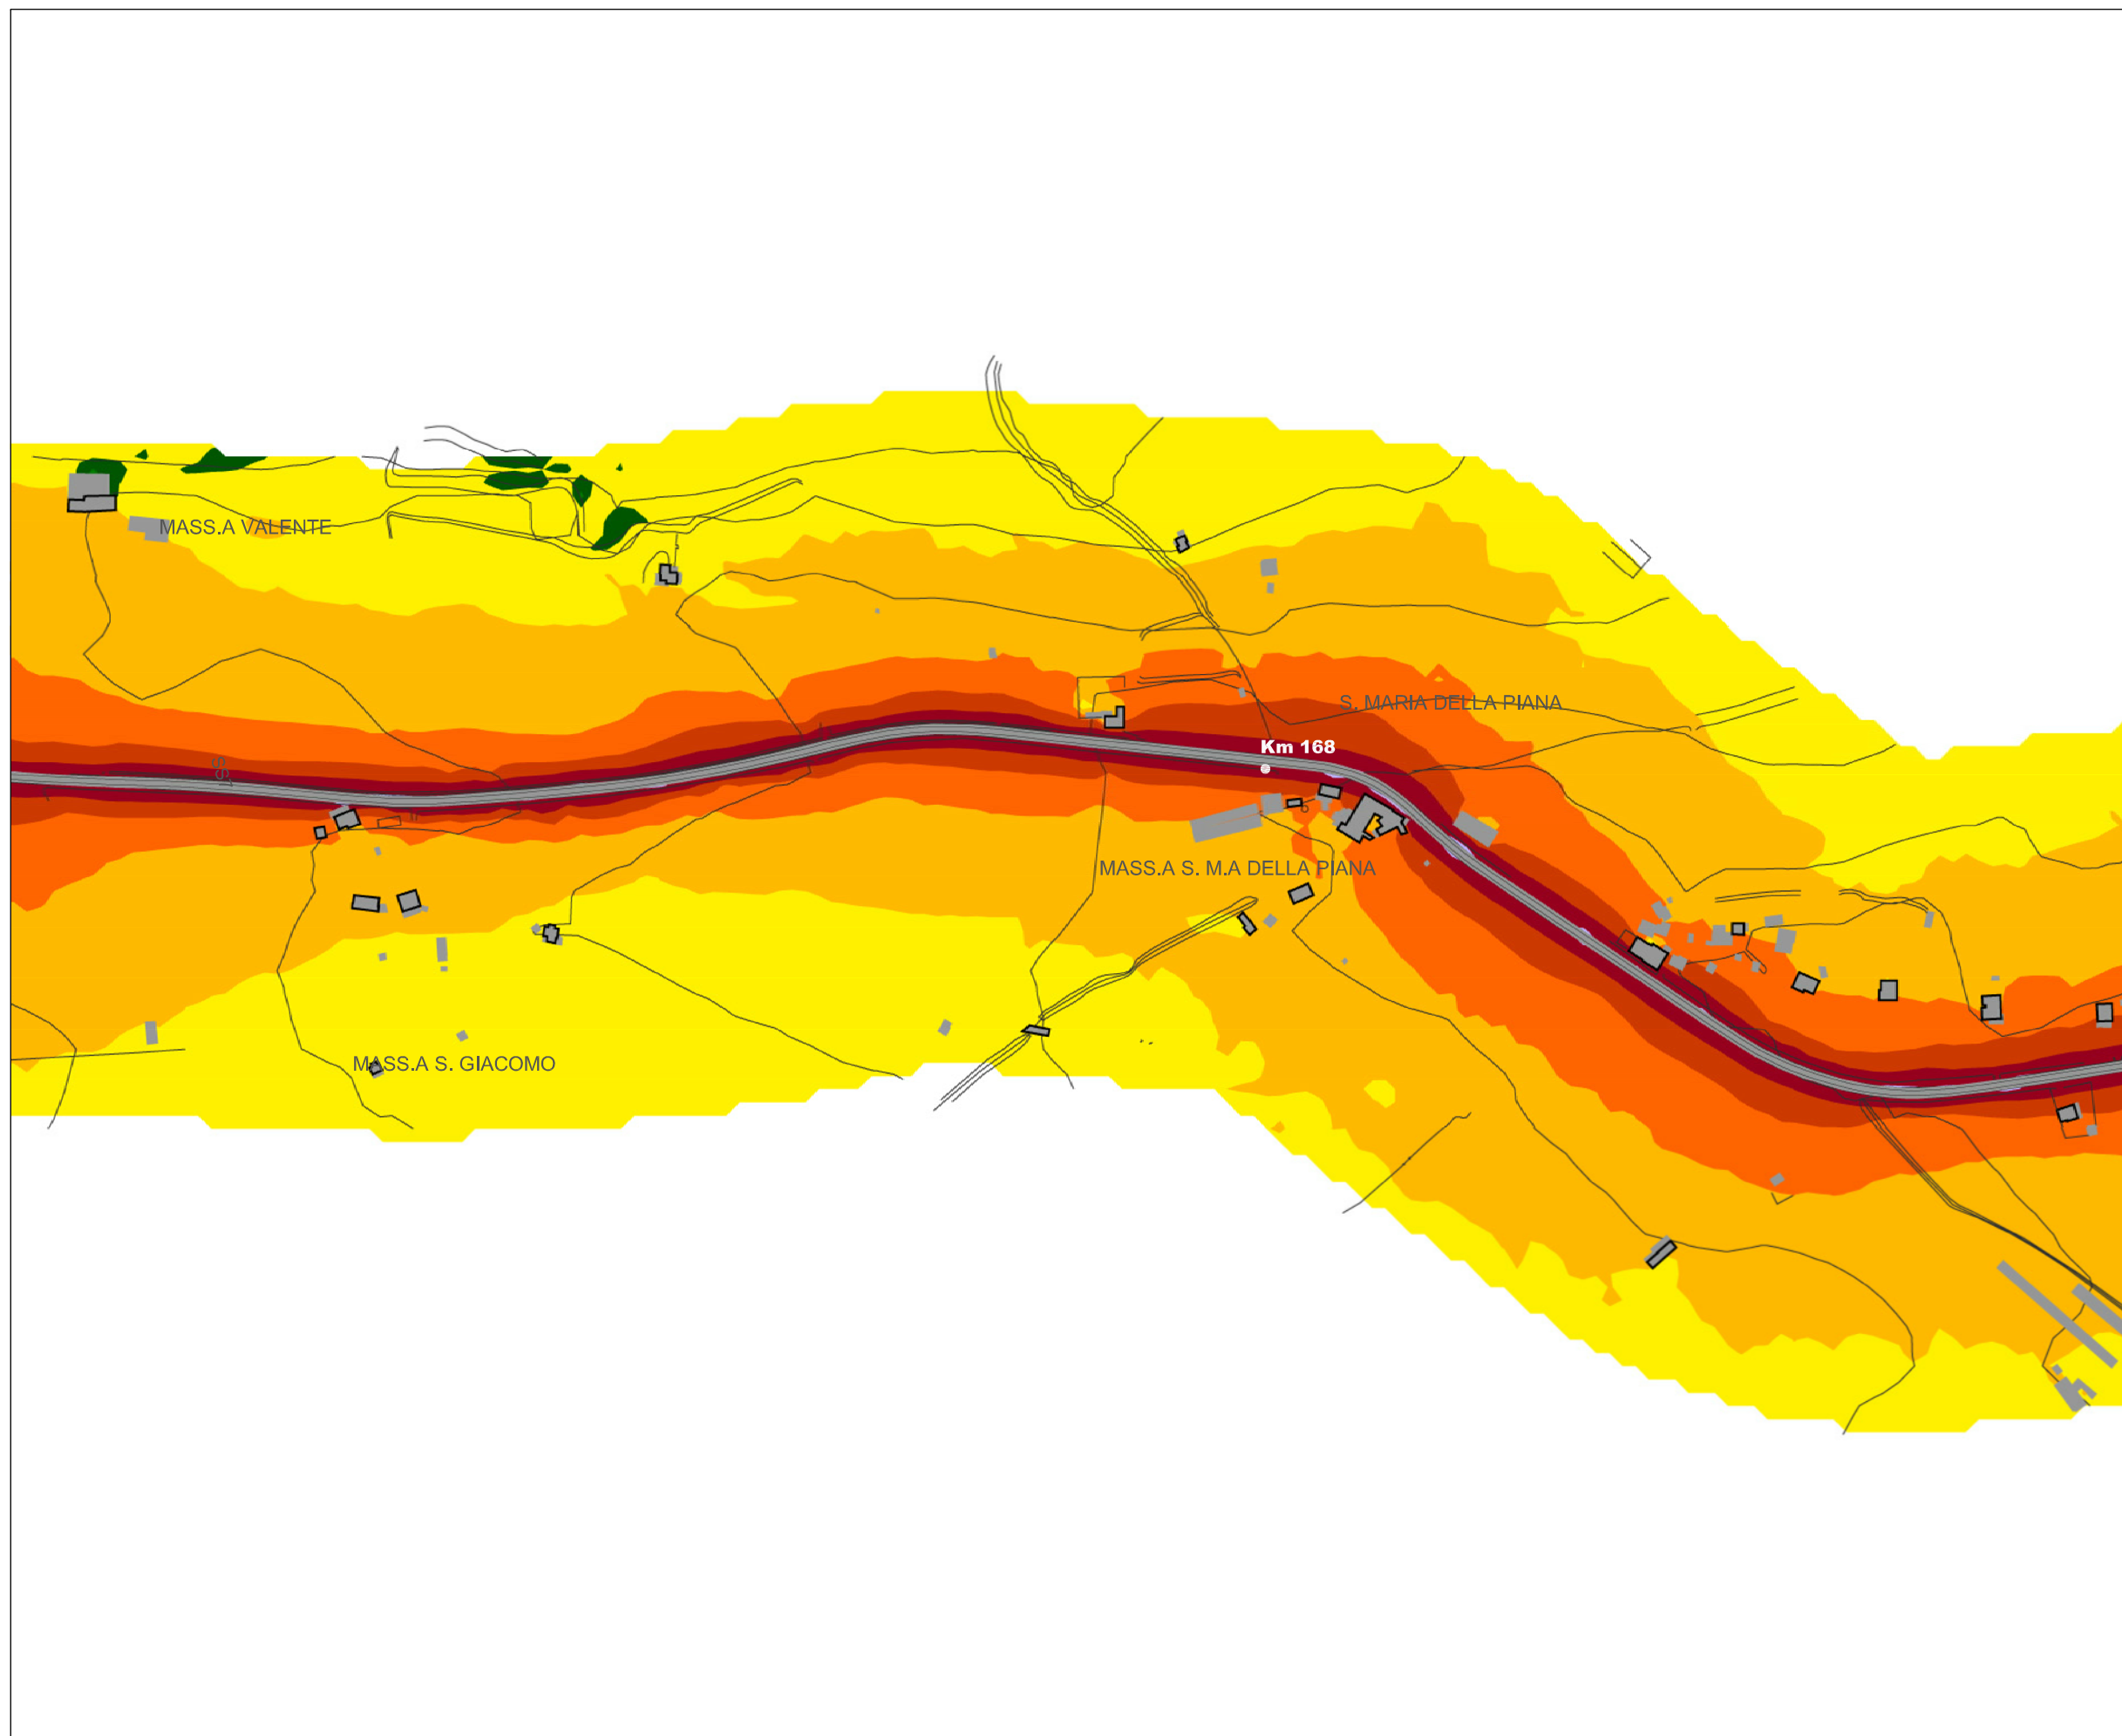 MASS.A VALENTE
S. MARIA DELLA PIANA
Km 168
MASS.A S. M.A DELLA PIANA
MASS.A S. GIACOMO